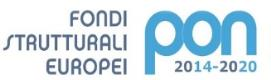 FONDI
STRUTTURALI
EUROPEI
pon
2014-2020